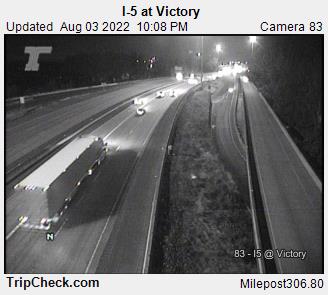 I-5 at Victory
Updated Aug 03 2022 10:08 PM Camera 83
T
N
83 - I5 @ Victory
TripCheck.com Milepost306.80